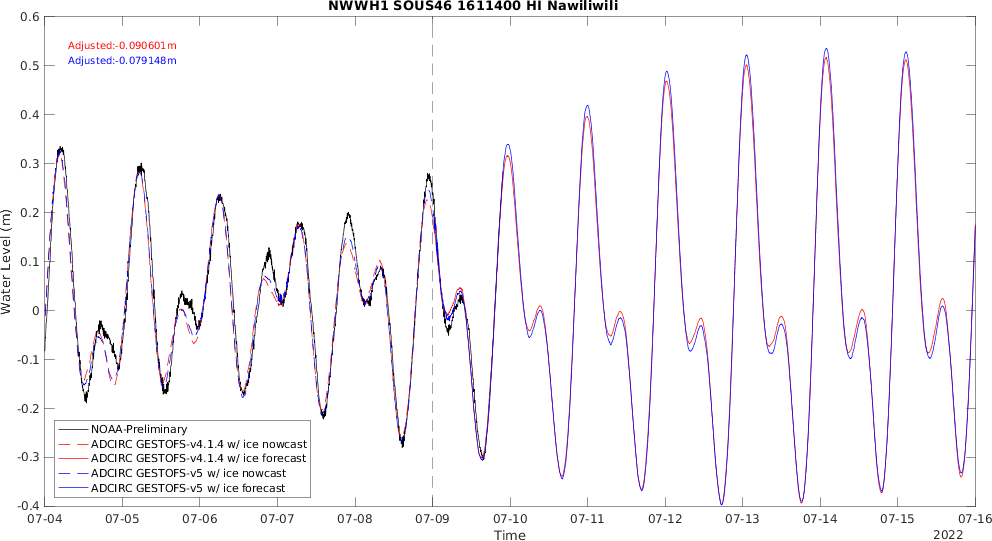 NWWH1 SOUS46 1611400 HI Nawiliwili
Adjusted:-0.090601m
Adjusted:-0.079148m
0.6
0.5
0.4
0.3
0.2
0.1
0
-0.1
-0.2
-0.3
-0.4
Water Level (m)
NOAA-Preliminary
ADCIRC GESTOFS-v4.1.4 w/ ice nowcast
ADCIRC GESTOFS-v4.1.4 w/ ice forecast
ADCIRC GESTOFS-v5 w/ ice nowcast
ADCIRC GESTOFS-v5 w/ ice forecast
07-04 07-05 07-06 07-07 07-08 07-09 07-10 07-11 07-12 07-13 07-14 07-15 07-16
Time
2022